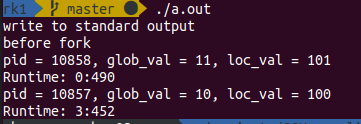 rk1 master ./a.out
write to standard output
before fork
pid = 10858, glob_val = 11, loc_val = 101
Runtime: 0:490
pid = 10857, glob_val = 10, loc_val = 100
Runtime: 3:452